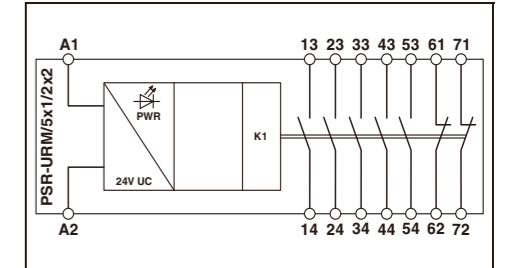 A1 13 23 33 43 53 61 71
PSR-URM/5x1/2x2
PWR
K1
24V UC
A2 14 24 34 44 54 62 72